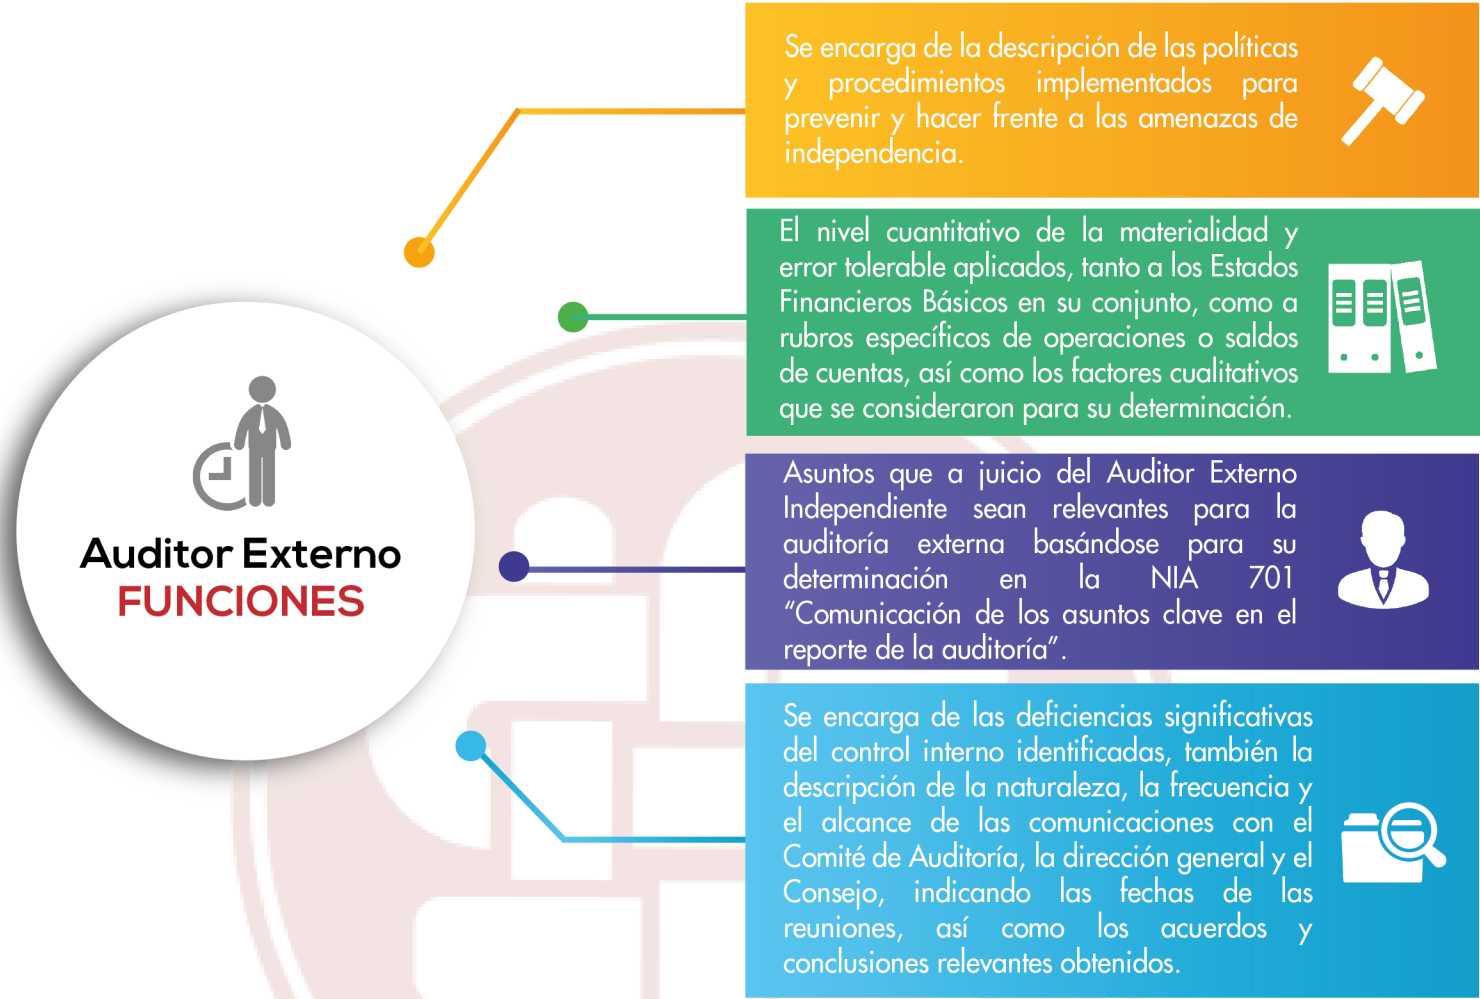 Auditor Externo
FUNCIONES
Se encarga de la descripción de las políticas
y procedimientos implementados para
prevenir y hacer frente a las amenazas de
independencia.
El nivel cuantitativo de la materialidad y
error tolerable aplicados, tanto a los Estados
Financieros Básicos en su conjunto, como a
rubros específicos de operaciones o saldos
de cuentas, así como los factores cualitativos
que se consideraron para su determinación.
Asuntos que a juicio del Auditor Externo
Independiente sean relevantes para la
auditoría externa basándose para su
determinación en la NIA 701
“Comunicación de los asuntos clave en el
reporte de la auditoría”.
Se encarga de las deficiencias significativas
del control interno identificadas, también la
descripción de la naturaleza, la frecuencia y
el alcance de las comunicaciones con el
Comité de Auditoría, la dirección general y el
Consejo, indicando las fechas de las
reuniones, así como los acuerdos y
conclusiones relevantes obtenidos.